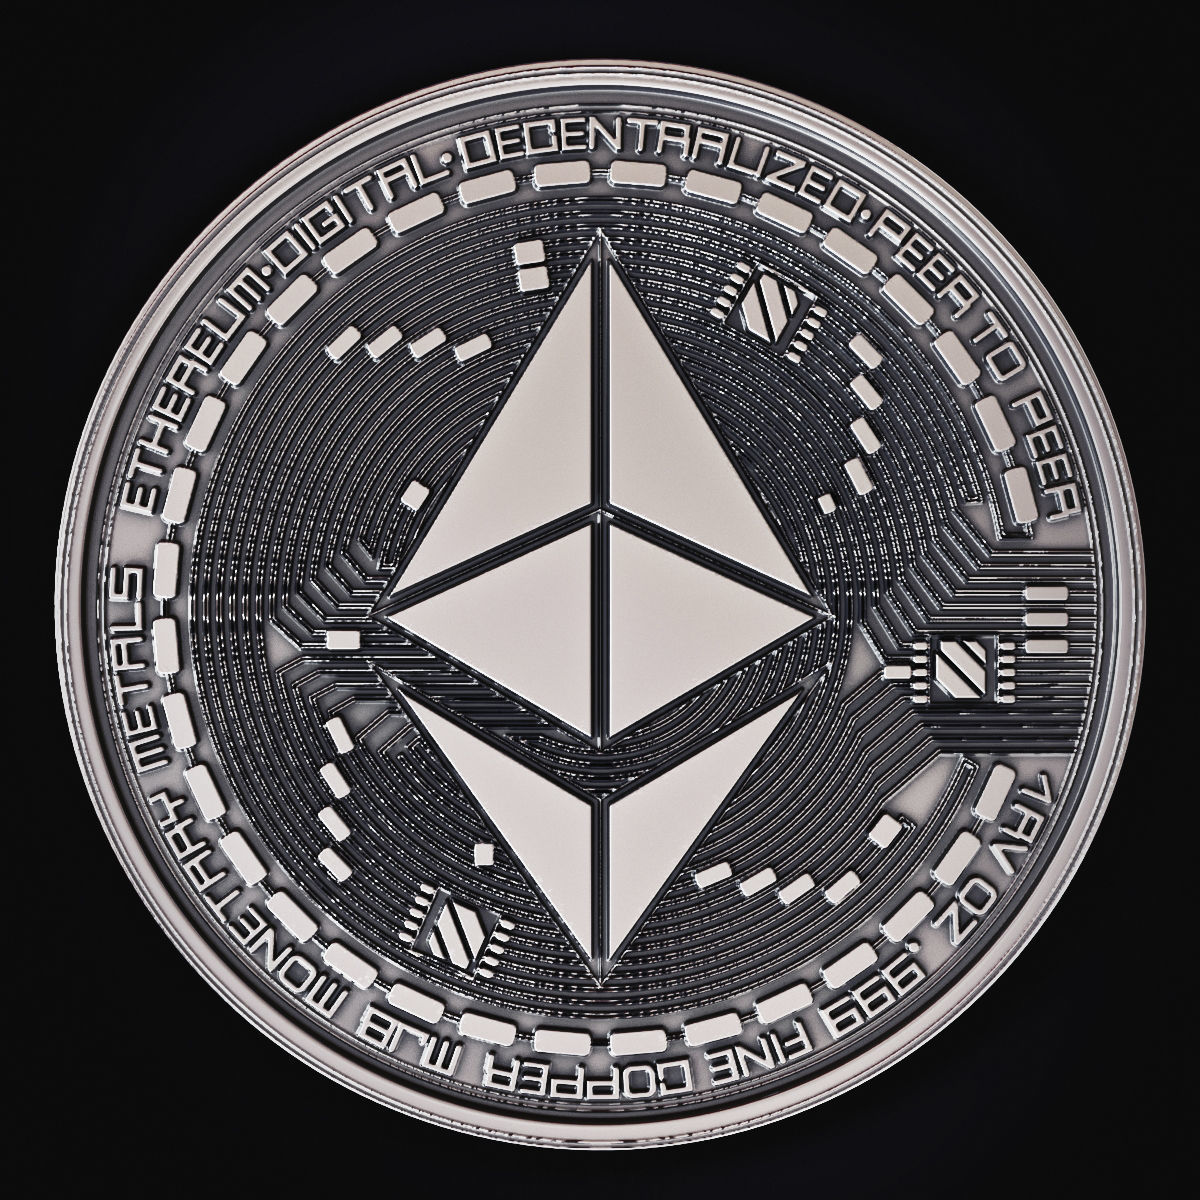 ETHEREUM•DIGITAL•DECENTRALIZED•PEER TO PEER
1 AV OZ .999 FINE COPPER MJB MONETARY METALS